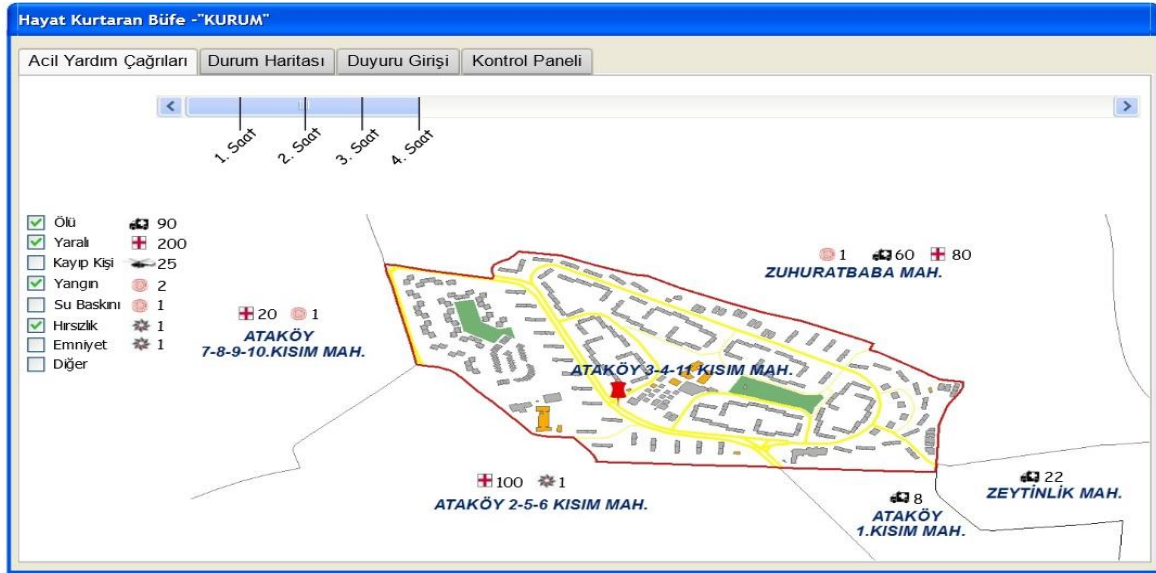 Hayat Kurtaran Büfe -"KURUM"
Acil Yardım Çağrıları
Durum Haritası
Duyuru Girişi
Kontrol Paneli
1. Saat
2. Saat
3. Saat
4. Saat
Ölü 90
Yaralı 200
Kayıp Kişi 25
Yangın 2
Su Baskını 1
Hırsızlık 1
Emniyet 1
Diğer
1 60 80
ZUHURATBABA MAH.
20 1
ATAKÖY
7-8-9-10.KISIM MAH.
ATAKÖY 3-4-11 KISIM MAH.
100 1
ATAKÖY 2-5-6 KISIM MAH.
22
ZEYTİNLİK MAH.
8
ATAKÖY
1.KISIM MAH.